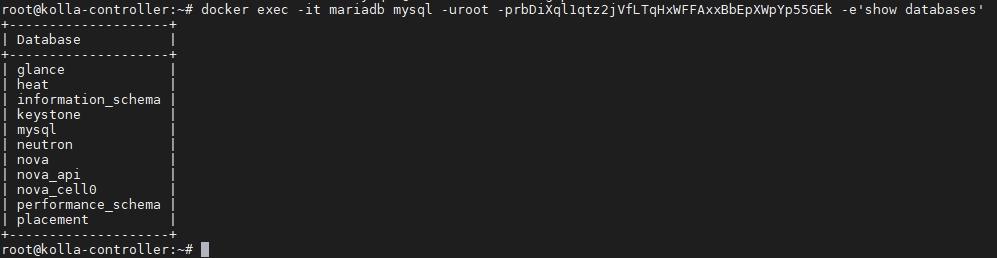 root@kolla-controller:~# docker exec -it mariadb mysql -uroot -prbDiXql1qtz2jVfLTqHxWFFAxxBbEpXWpYp55GEk -e'show databases'
+--------------------+
| Database           |
+--------------------+
| glance             |
| heat               |
| information_schema |
| keystone           |
| mysql              |
| neutron            |
| nova               |
| nova_api           |
| nova_cell0         |
| performance_schema |
| placement          |
+--------------------+
root@kolla-controller:~#